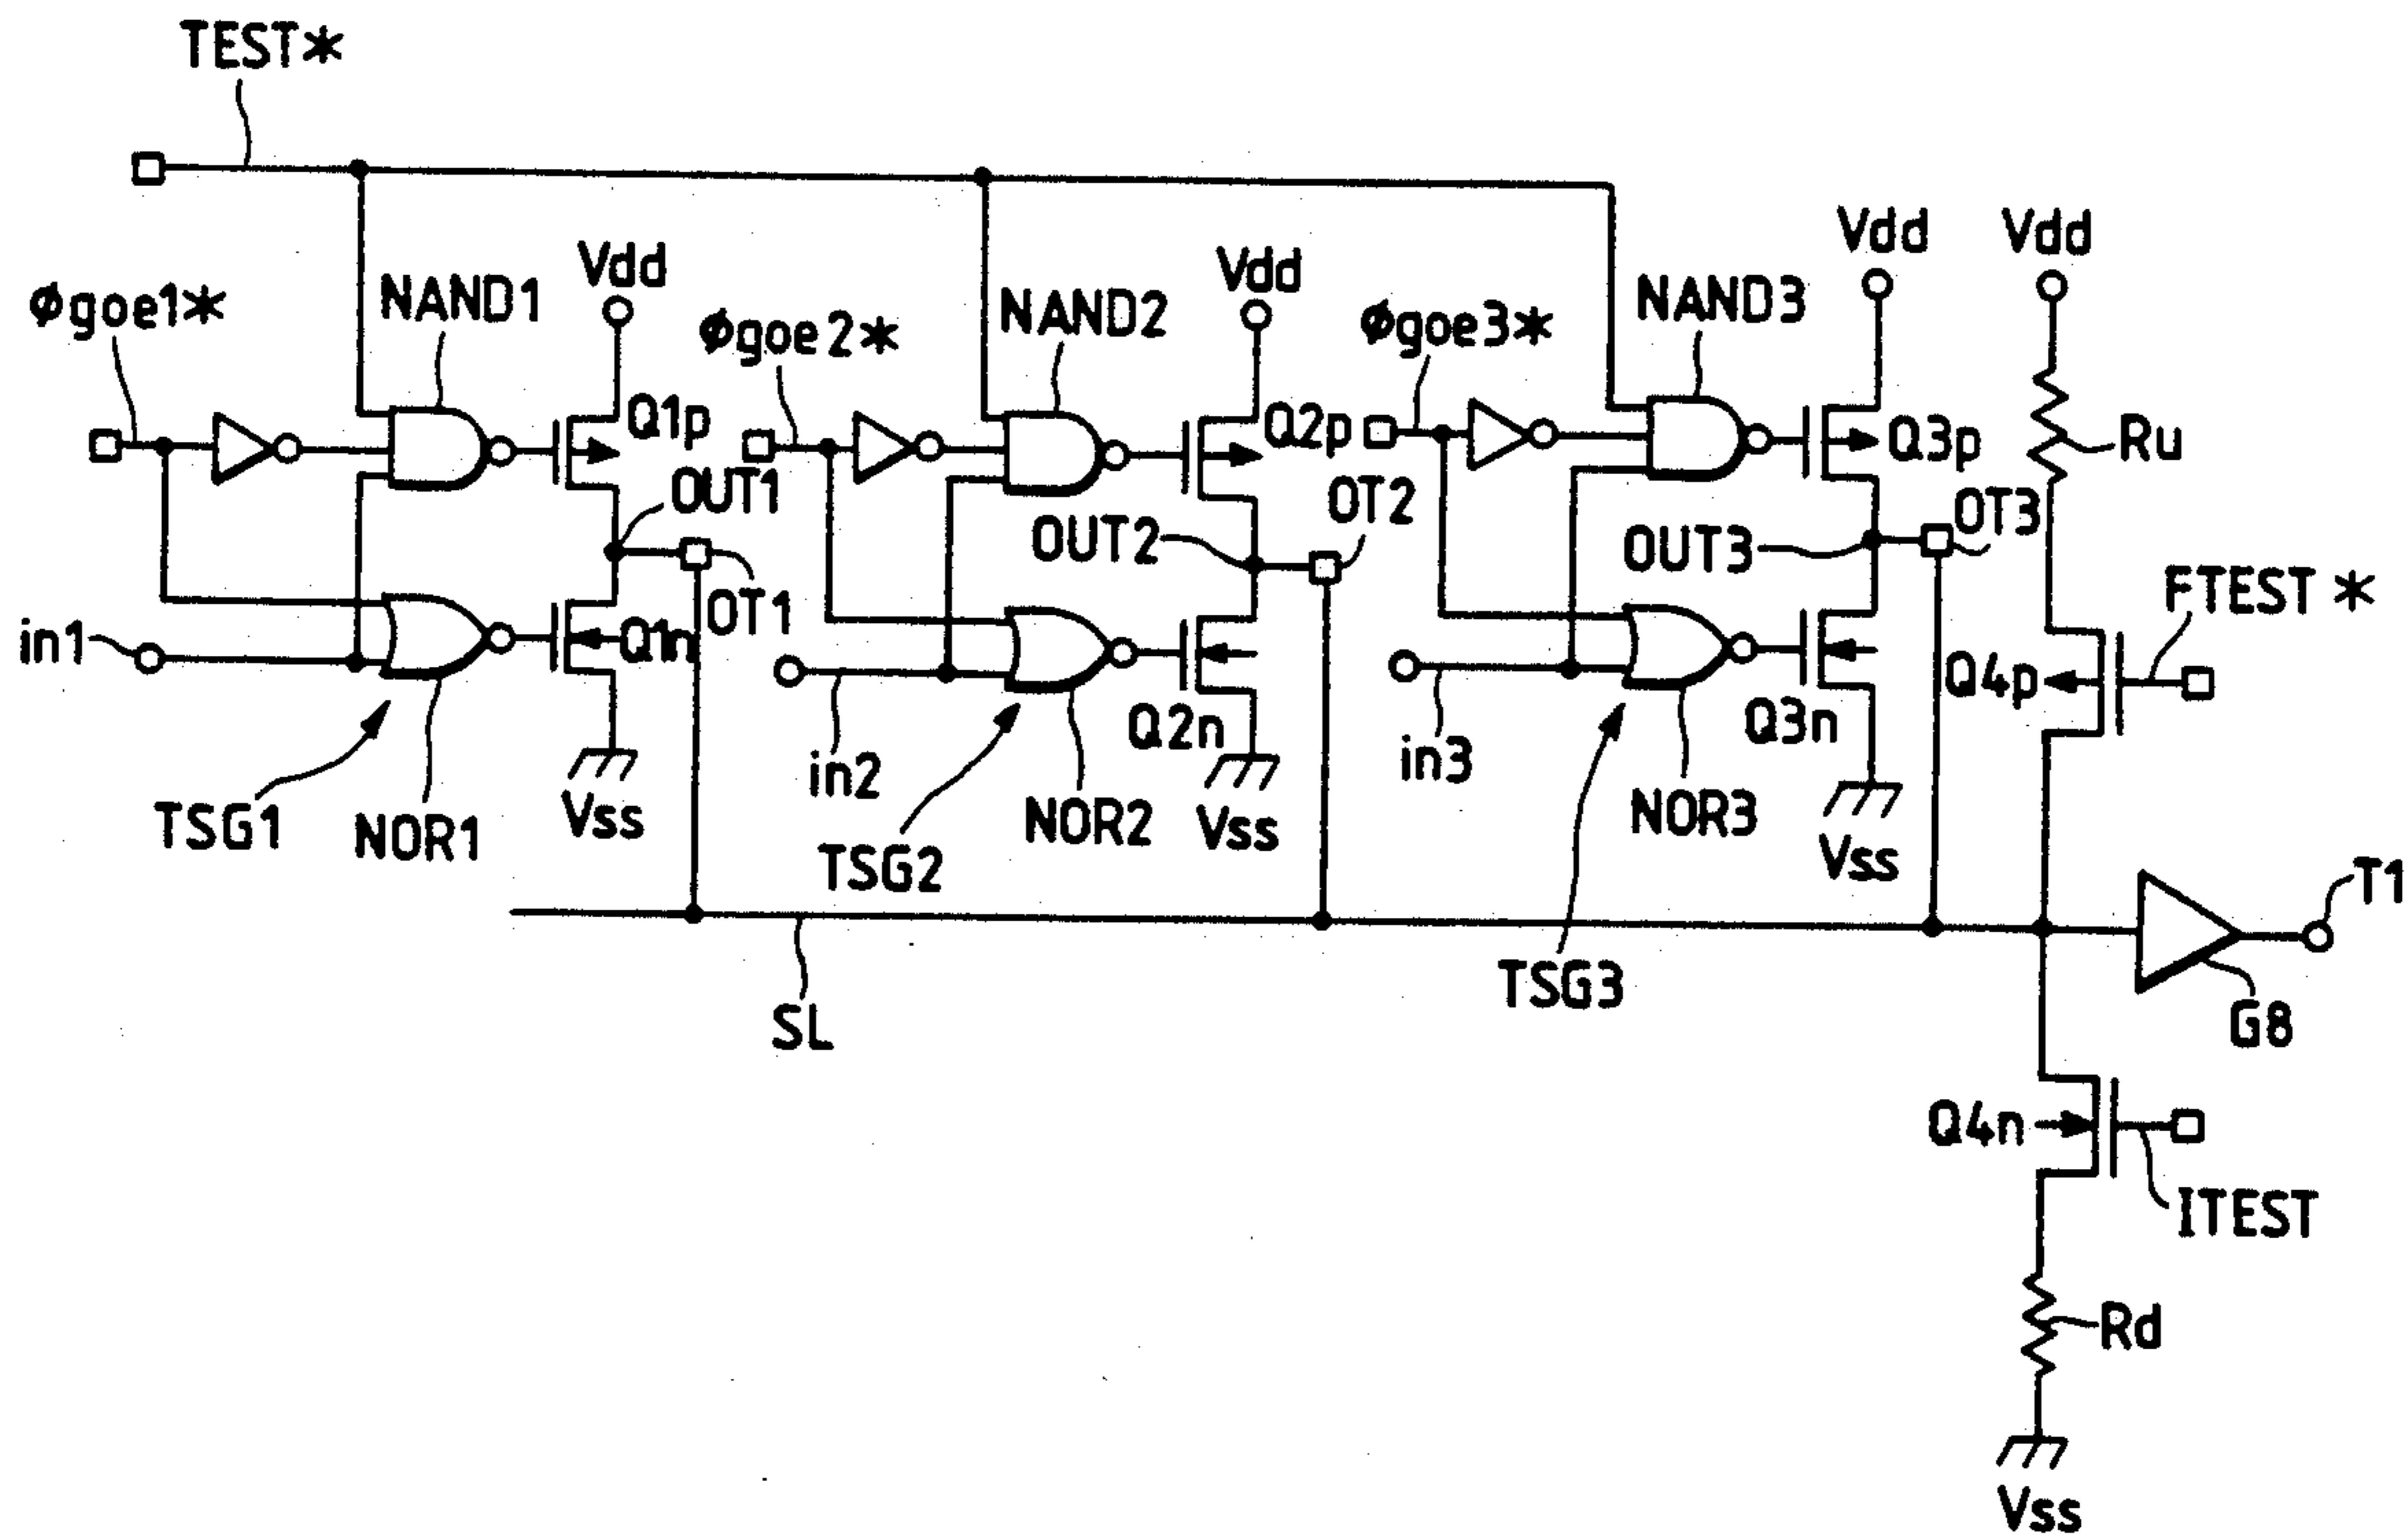 TEST*
Vdd
Vdd
Vdd
Vdd
φgoe1*
NAND1
φgoe2*
NAND2
φgoe3*
NAND3
Q1p
Q2p
Q3p
Ru
OUT1
OT2
OT3
OUT2
OUT3
FTEST*
in1
OT1
Q1n
Q4p
Q2n
Q3n
in2
in3
TSG1
NOR1
Vss
NOR2
Vss
NOR3
Vss
TSG2
T1
TSG3
SL
G8
Q4n
ITEST
Rd
Vss